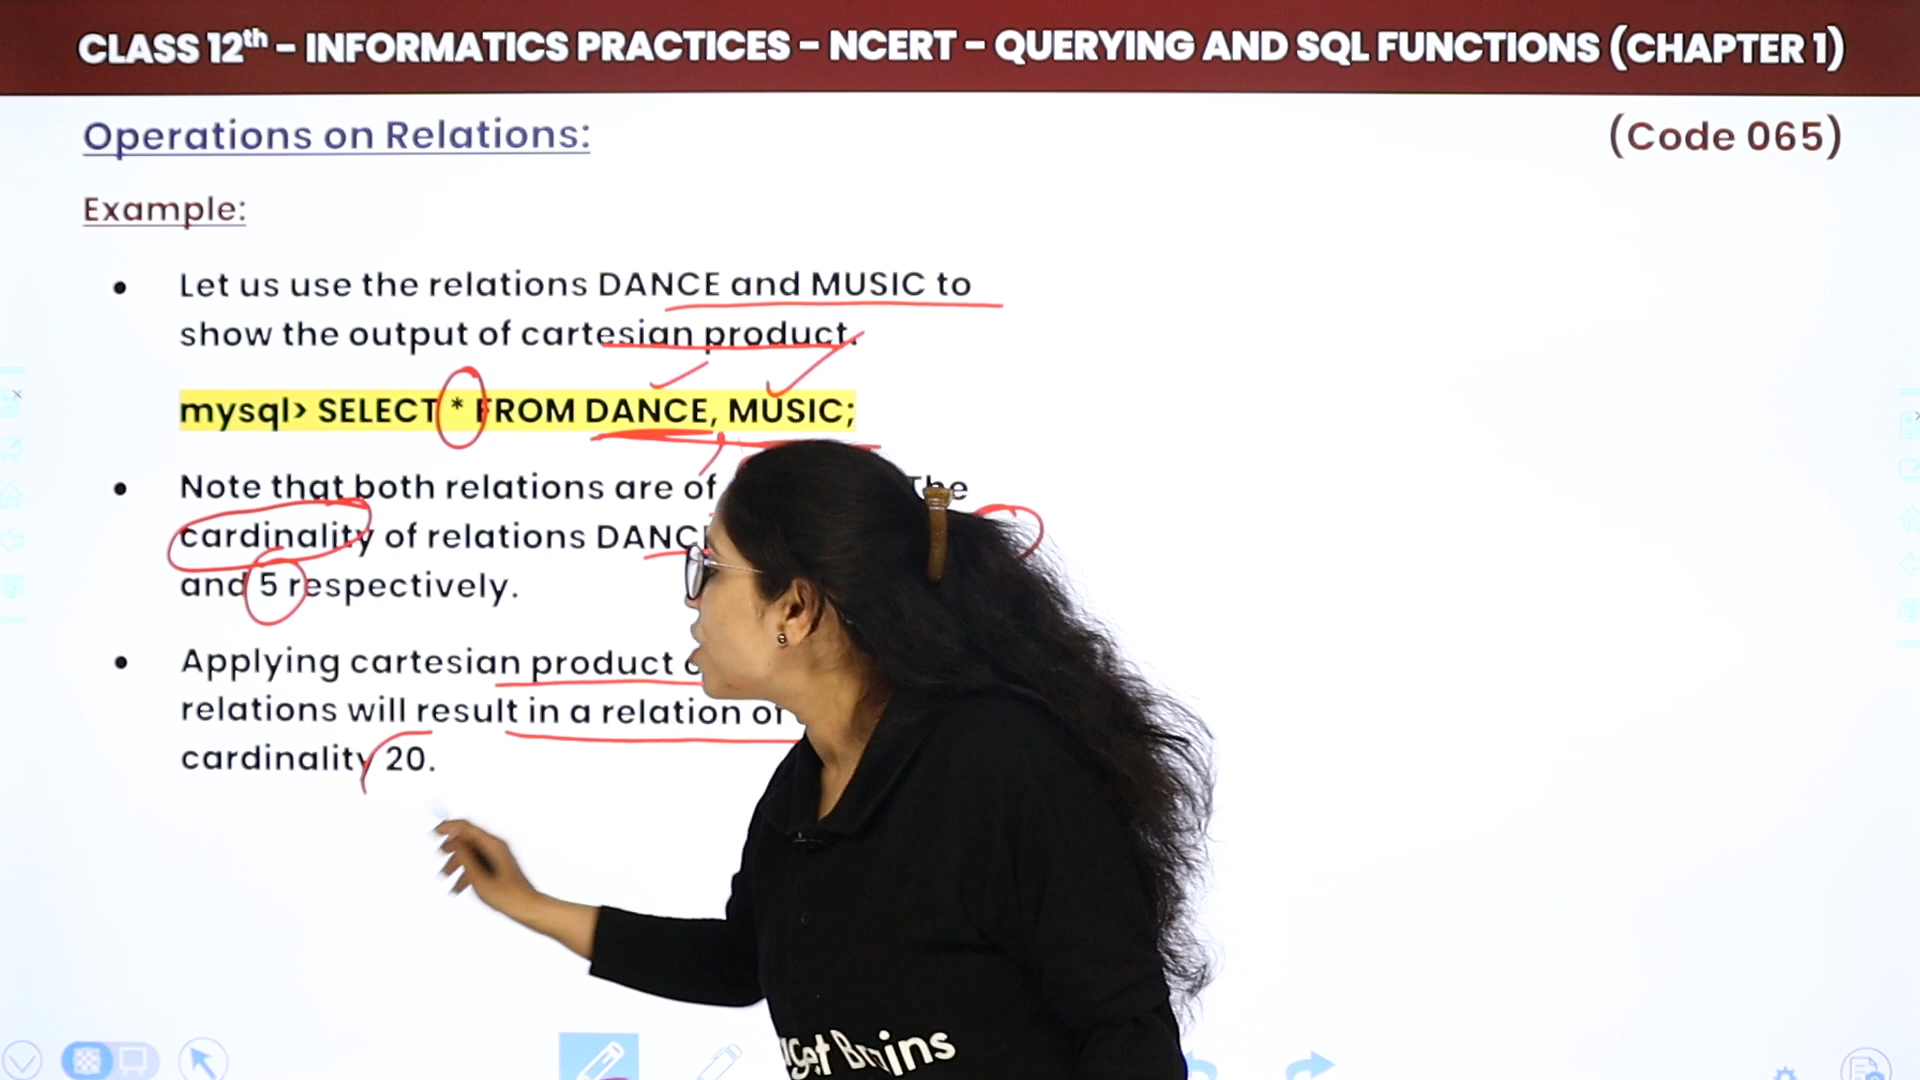 CLASS 12th – INFORMATICS PRACTICES – NCERT – QUERYING AND SQL FUNCTIONS (CHAPTER 1)
Operations on Relations:
(Code 065)
Example:
• Let us use the relations DANCE and MUSIC to
show the output of cartesian product.
mysql> SELECT * FROM DANCE, MUSIC;
• Note that both relations are of The
cardinality of relations DANCE
and 5 respectively.
• Applying cartesian product
relations will result in a relation of
cardinality 20.
Brains